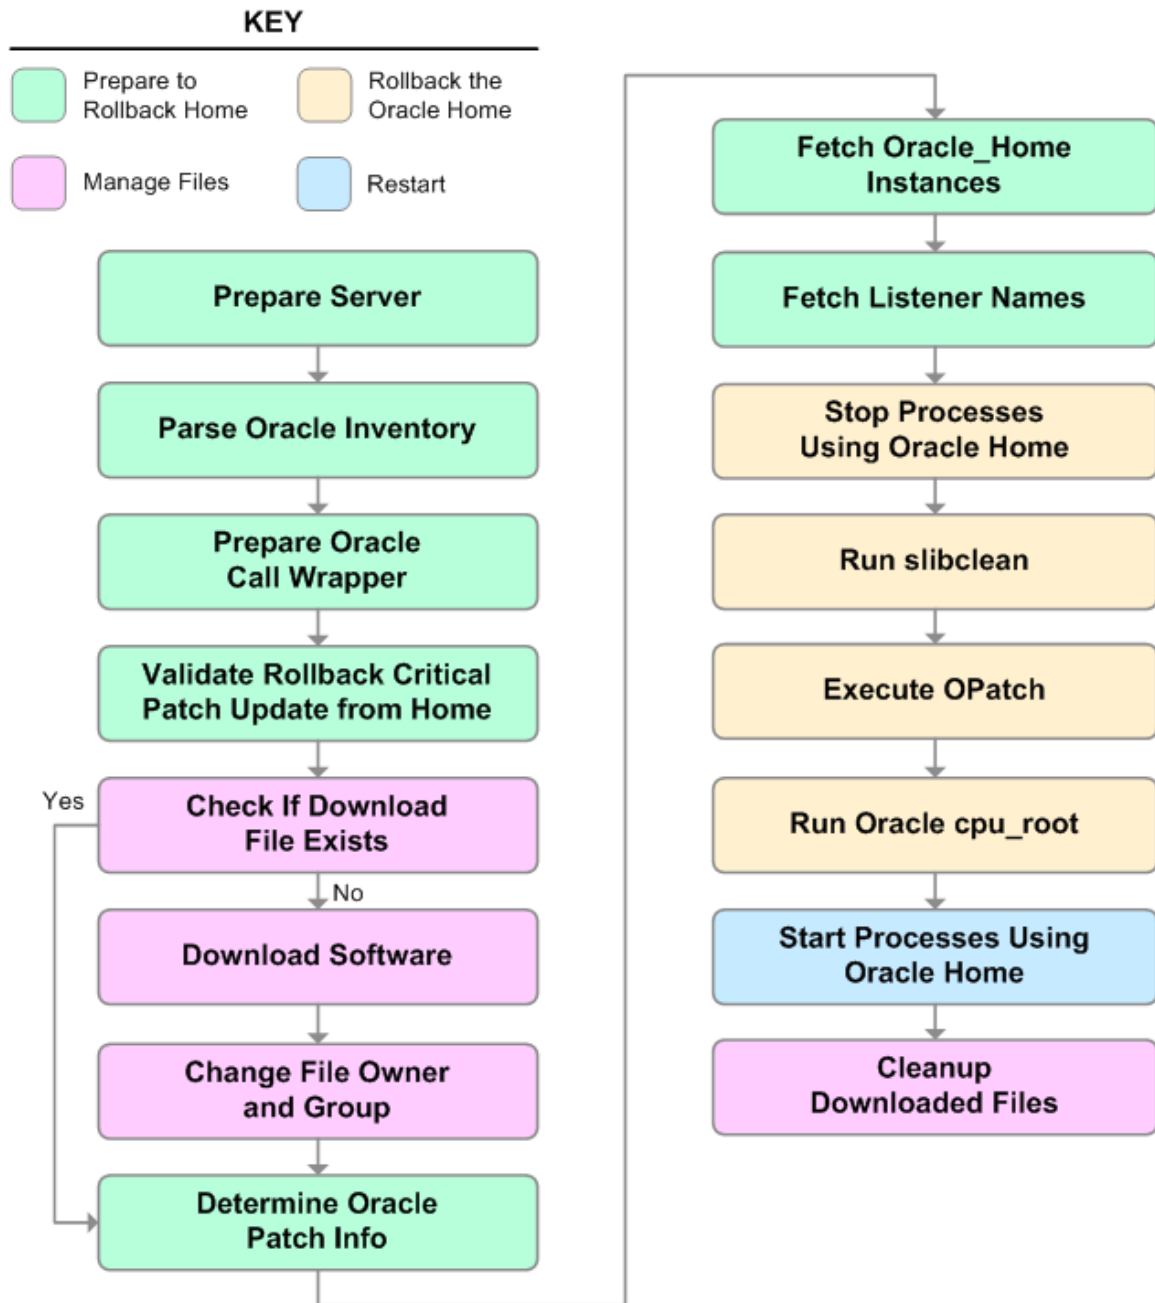 KEY
Prepare to
Rollback Home
Rollback the
Oracle Home
Manage Files
Restart
Prepare Server
Parse Oracle Inventory
Prepare Oracle
Call Wrapper
Validate Rollback Critical
Patch Update from Home
Yes
Check If Download
File Exists
No
Download Software
Change File Owner
and Group
Determine Oracle
Patch Info
Fetch Oracle_Home
Instances
Fetch Listener Names
Stop Processes
Using Oracle Home
Run slibclean
Execute OPatch
Run Oracle cpu_root
Start Processes Using
Oracle Home
Cleanup
Downloaded Files